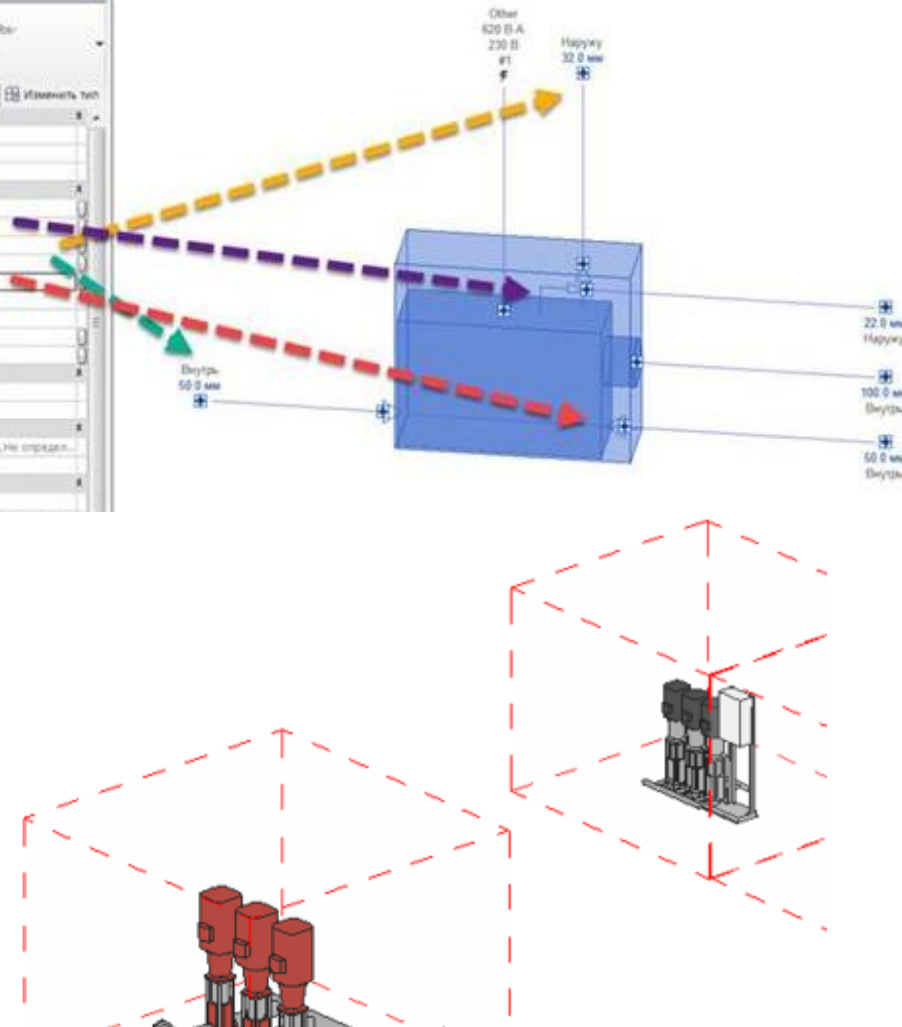 Изменить тип
Other
620 В·А
230 В
#1
Наружу
32.0 мм
Внутрь
50.0 мм
22.0 мм
Наружу
100.0 м
Внутрь
50.0 мм
Внутрь
Не определ...